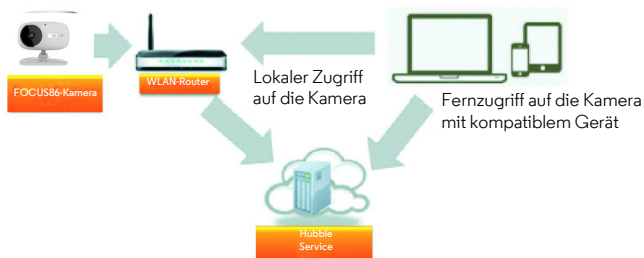 FOCUS86-Kamera
WLAN-Router
Lokaler Zugriff
auf die Kamera
Fernzugriff auf die Kamera
mit kompatiblem Gerät
Hubble
Service